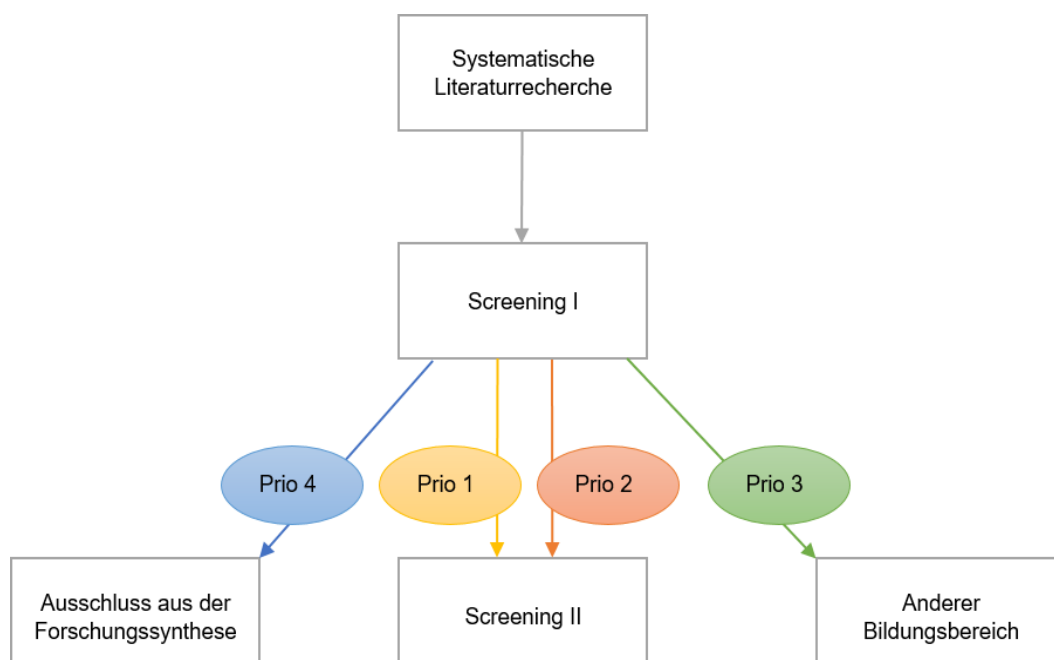 Systematische
Literaturrecherche
Screening I
Prio 4
Prio 1
Prio 2
Prio 3
Ausschluss aus der
Forschungssynthese
Screening II
Anderer
Bildungsbereich